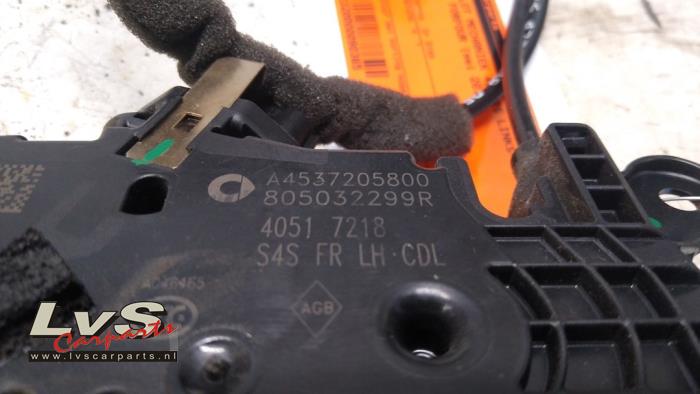 A4537205800
805032299R
4051 7218
S4S FR LH·CDL
AGB
LvS
Carparts
www.lvscarparts.nl